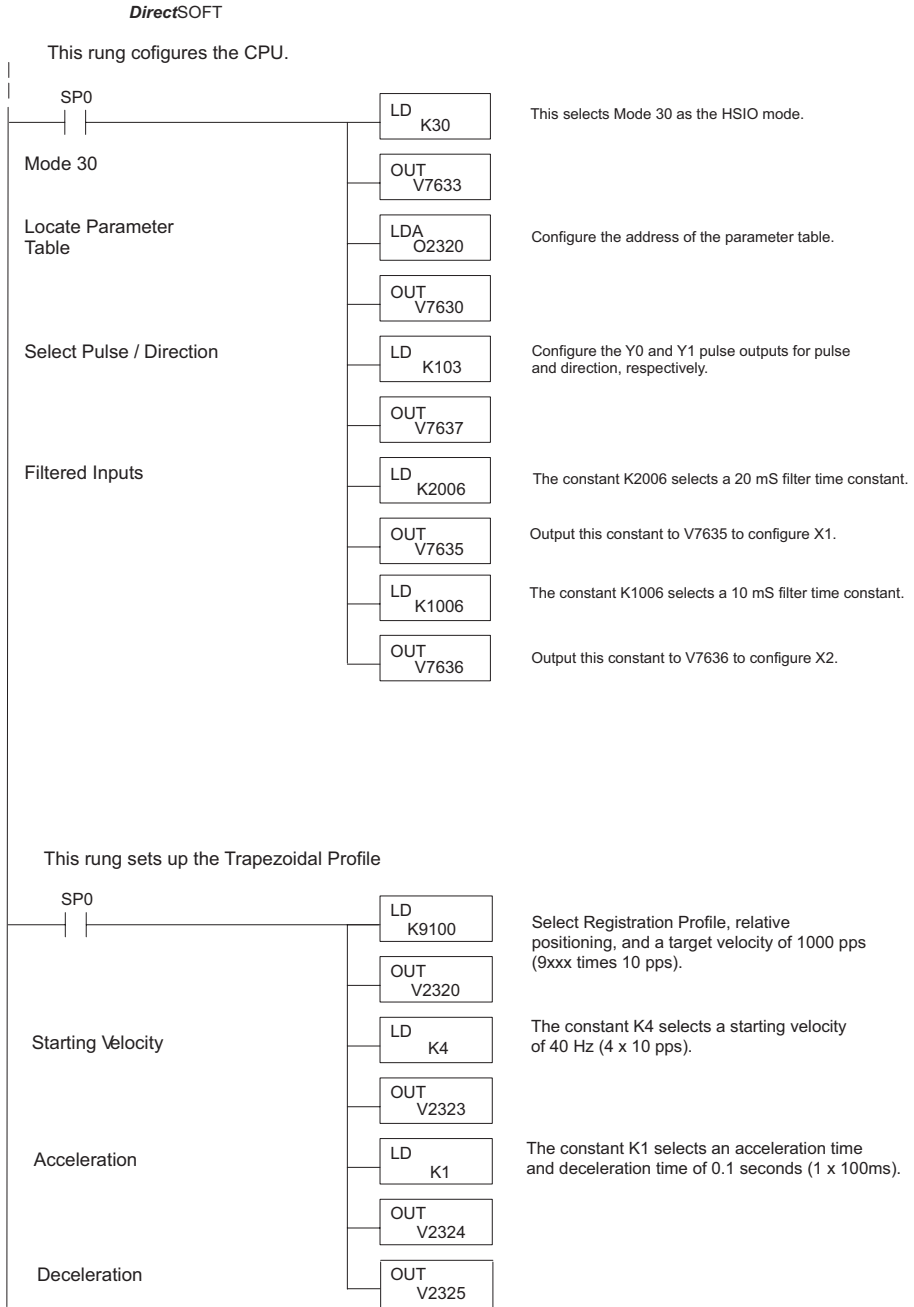 DirectSOFT
This rung cofigures the CPU.
SP0
LD
K30
This selects Mode 30 as the HSIO mode.
Mode 30
OUT
V7633
Locate Parameter
Table
LDA
O2320
Configure the address of the parameter table.
OUT
V7630
Select Pulse / Direction
LD
K103
Configure the Y0 and Y1 pulse outputs for pulse
and direction, respectively.
OUT
V7637
Filtered Inputs
LD
K2006
The constant K2006 selects a 20 mS filter time constant.
OUT
V7635
Output this constant to V7635 to configure X1.
LD
K1006
The constant K1006 selects a 10 mS filter time constant.
OUT
V7636
Output this constant to V7636 to configure X2.
This rung sets up the Trapezoidal Profile
SP0
LD
K9100
Select Registration Profile, relative
positioning, and a target velocity of 1000 pps
(9xxx times 10 pps).
OUT
V2320
Starting Velocity
LD
K4
The constant K4 selects a starting velocity
of 40 Hz (4 x 10 pps).
OUT
V2323
Acceleration
LD
K1
The constant K1 selects an acceleration time
and deceleration time of 0.1 seconds (1 x 100ms).
OUT
V2324
Deceleration
OUT
V2325